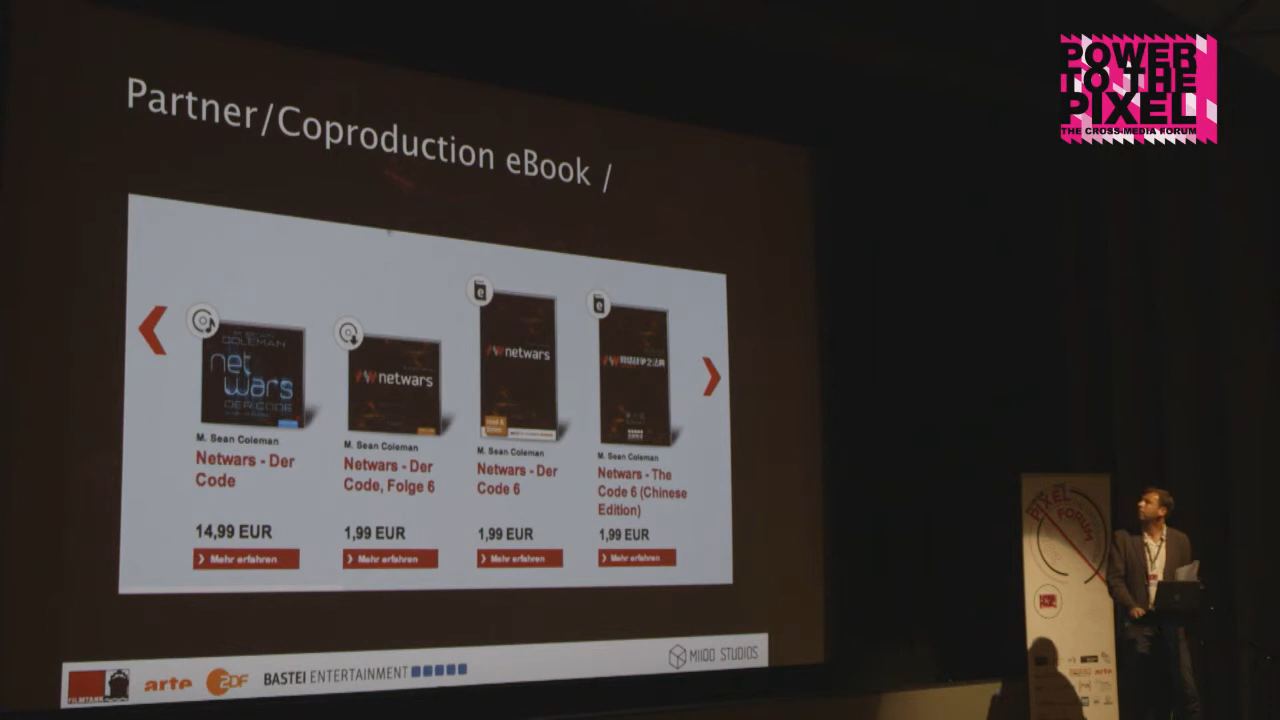 POWER
TO THE
PIXEL
THE CROSS-MEDIA FORUM
Partner/Coproduction eBook /
COLEMAN
net
wars
DER CODE
netwars
netwars
M. Sean Coleman
Netwars - Der
Code
14,99 EUR
Mehr erfahren
M. Sean Coleman
Netwars - Der
Code, Folge 6
1,99 EUR
Mehr erfahren
M. Sean Coleman
Netwars - Der
Code 6
1,99 EUR
Mehr erfahren
M. Sean Coleman
Netwars - The
Code 6 (Chinese
Edition)
1,99 EUR
Mehr erfahren
FILMTANK
arte
ZDF
BASTEI ENTERTAINMENT
MIIQO STUDIOS
PIXEL
FORUM
arte